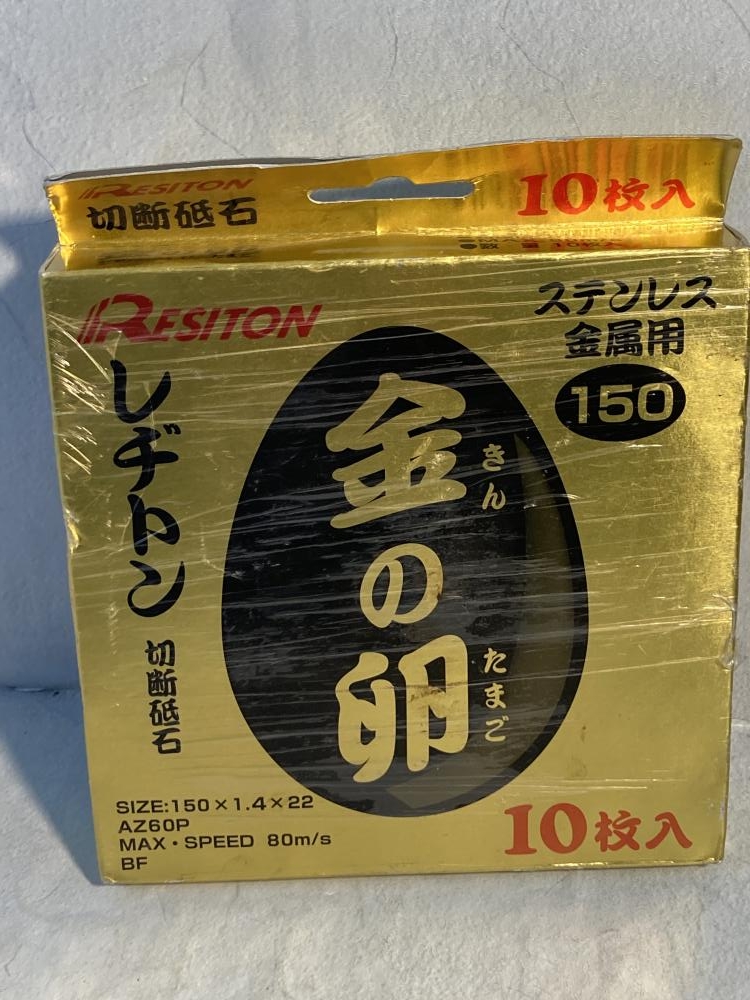 RESITON
切断砥石
10枚入
RESITON
ステンレス
金属用
150
レヂトン
切断砥石
金の卵
きん
たまご
SIZE:150×1.4×22
AZ60P
MAX・SPEED 80m/s
BF
10枚入